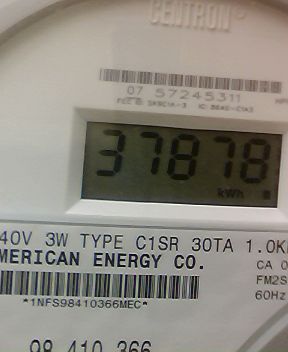 CENTRON®
07 57245311
37878
kWh
40V 3W TYPE C1SR 30TA 1.0K
MERICAN ENERGY CO.
CA 0
FM2S
60Hz
*1NFS98410366MEC*
98 410 366